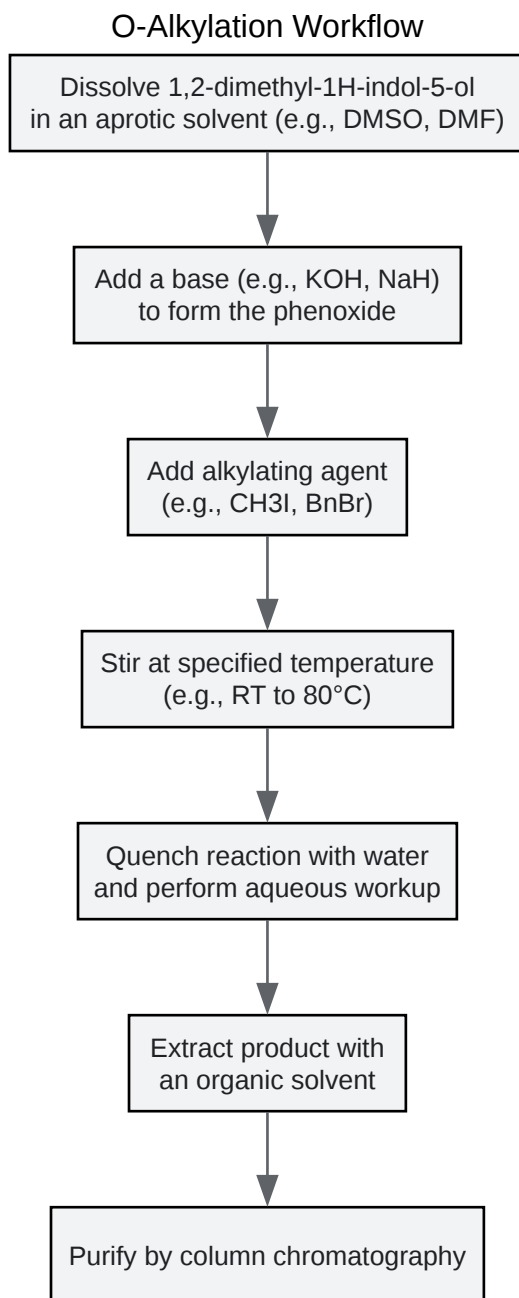 O-Alkylation Workflow
Dissolve 1,2-dimethyl-1H-indol-5-ol
in an aprotic solvent (e.g., DMSO, DMF)
Add a base (e.g., KOH, NaH)
to form the phenoxide
Add alkylating agent
(e.g., CH3I, BnBr)
Stir at specified temperature
(e.g., RT to 80°C)
Quench reaction with water
and perform aqueous workup
Extract product with
an organic solvent
Purify by column chromatography